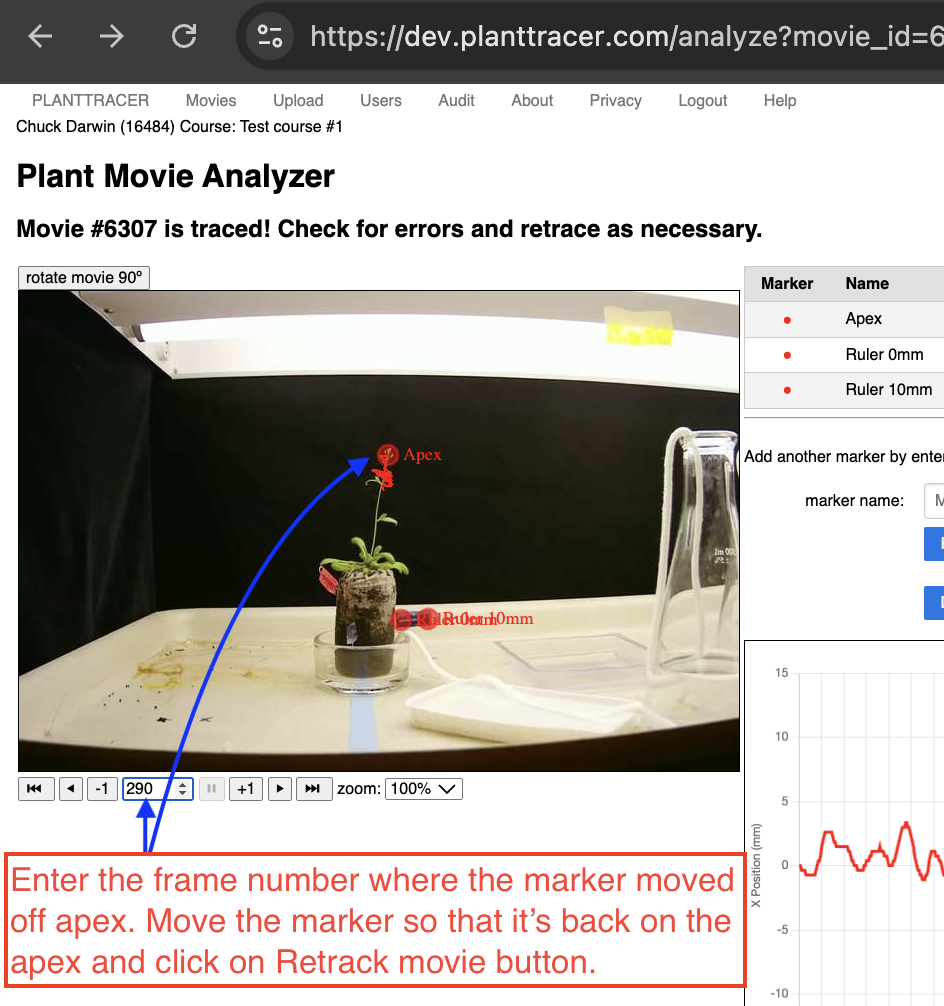 https://dev.planttracer.com/analyze?movie_id=6
PLANTTRACER Movies Upload Users Audit About Privacy Logout Help
Chuck Darwin (16484) Course: Test course #1
Plant Movie Analyzer
Movie #6307 is traced! Check for errors and retrace as necessary.
rotate movie 90º
Marker Name
Apex
Ruler 0mm
Ruler 10mm
Apex
Ruler 0mm
Ruler 10mm
Add another marker by enter
marker name:
M
-1 290 +1 zoom: 100%
15
10
5
0
-5
-10
X Position (mm)
Enter the frame number where the marker moved
off apex. Move the marker so that it’s back on the
apex and click on Retrack movie button.